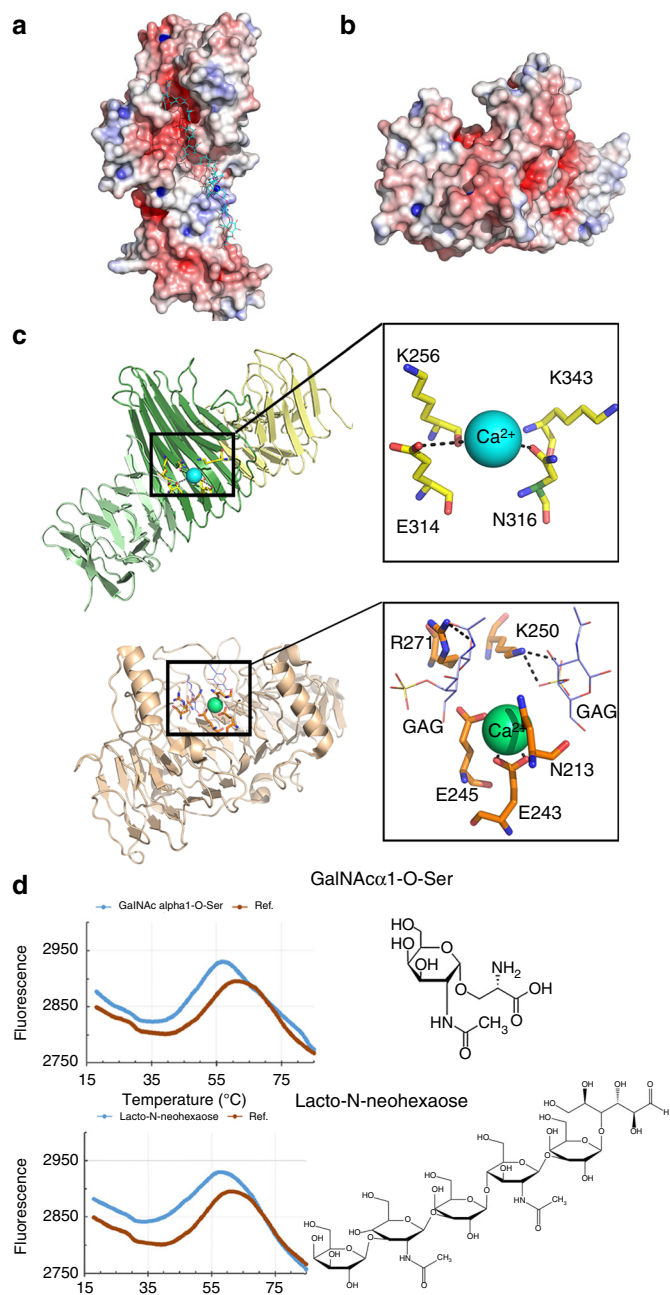 a
b
c
K256
K343
Ca2+
E314
N316
R271
K250
GAG
GAG
Ca2+
N213
E245
E243
d
GalNAcα1-O-Ser
GalNAc alpha1-O-Ser Ref.
Fluorescence
2950
2850
2750
15 35 55 75
Temperature (°C)
HO
OH
HO
OH
NH2
O
O
OH
O
NH
CH3
O
Lacto-N-neohexaose
Lacto-N-neohexaose Ref.
Fluorescence
2950
2850
2750
15 35 55 75